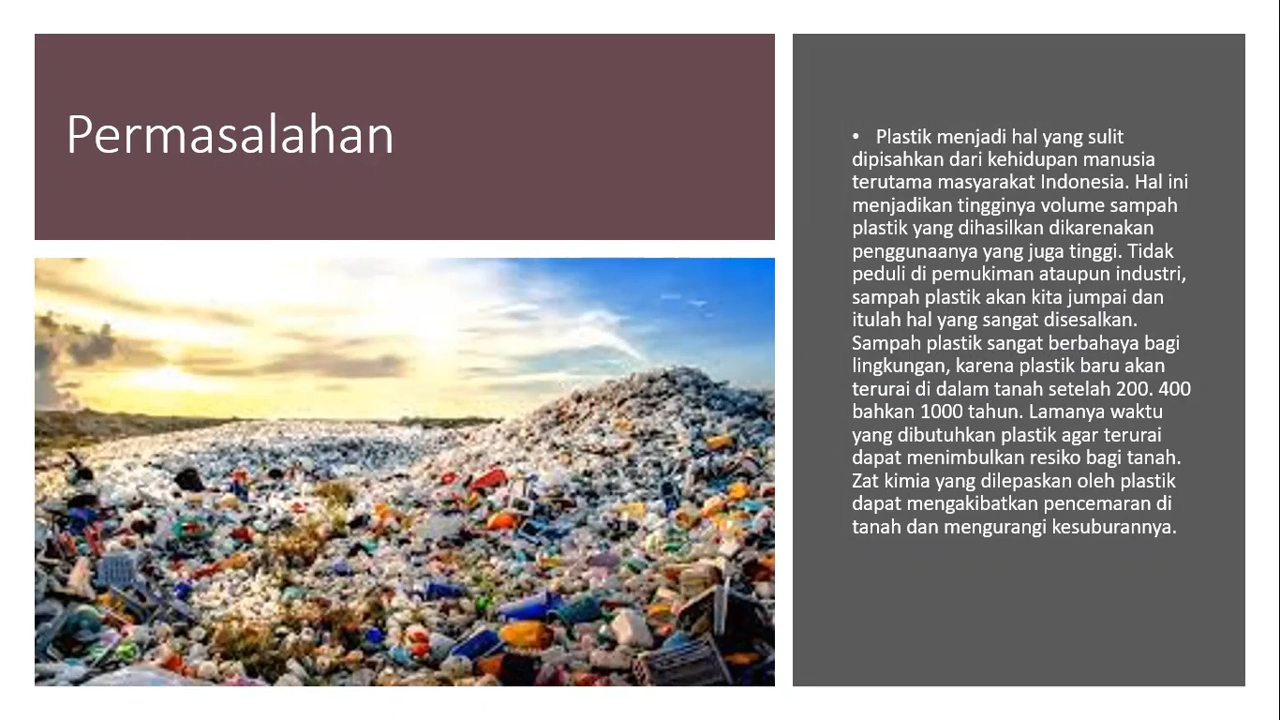 Permasalahan
• Plastik menjadi hal yang sulit
dipisahkan dari kehidupan manusia
terutama masyarakat Indonesia. Hal ini
menjadikan tingginya volume sampah
plastik yang dihasilkan dikarenakan
penggunaanya yang juga tinggi. Tidak
peduli di pemukiman ataupun industri,
sampah plastik akan kita jumpai dan
itulah hal yang sangat disesalkan.
Sampah plastik sangat berbahaya bagi
lingkungan, karena plastik baru akan
terurai di dalam tanah setelah 200. 400
bahkan 1000 tahun. Lamanya waktu
yang dibutuhkan plastik agar terurai
dapat menimbulkan resiko bagi tanah.
Zat kimia yang dilepaskan oleh plastik
dapat mengakibatkan pencemaran di
tanah dan mengurangi kesuburannya.